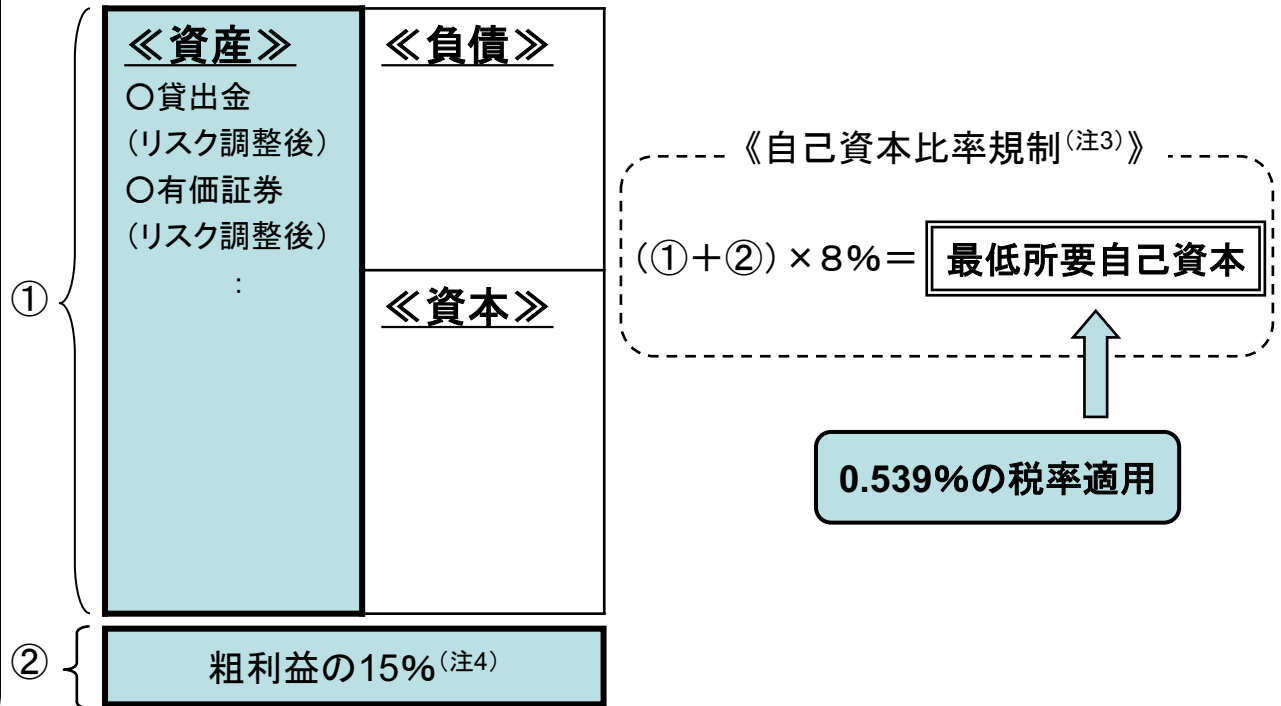 ①
≪資産≫
〇貸出金
(リスク調整後)
〇有価証券
(リスク調整後)
:
≪負債≫
≪資本≫
②
粗利益の15%(注4)
《自己資本比率規制(注3)》
(①+②)×8%= 最低所要自己資本
0.539%の税率適用